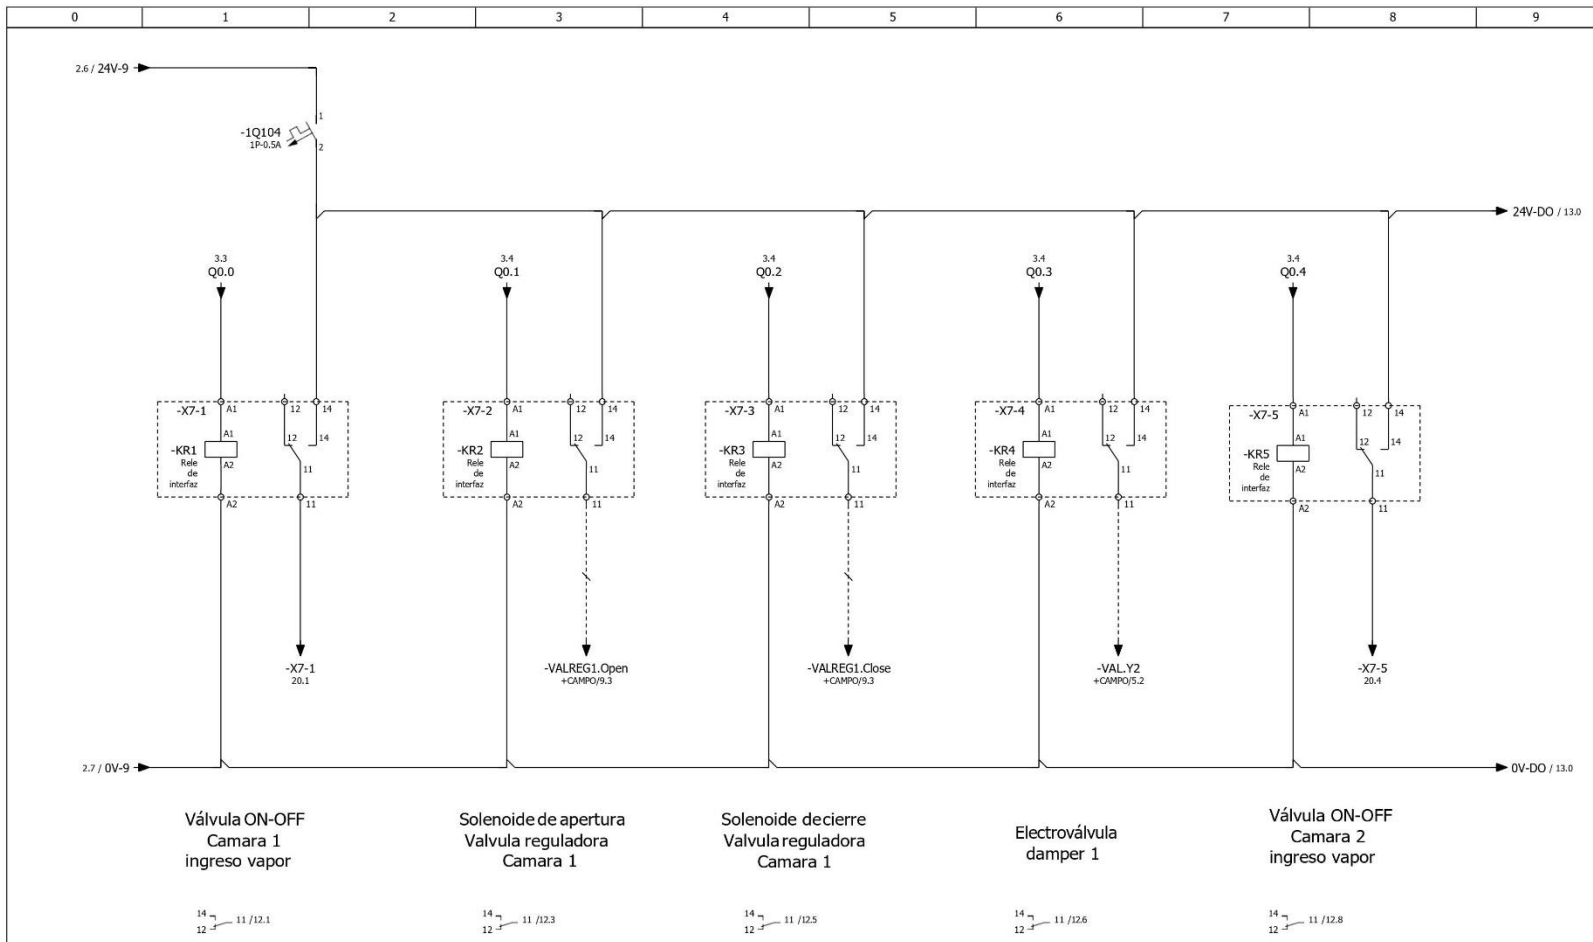 0 1 2 3 4 5 6 7 8 9
2.6 / 24V-9
-1Q104
1P-0.5A
1
2
24V-DO / 13.0
3.3
Q0.0
3.4
Q0.1
3.4
Q0.2
3.4
Q0.3
3.4
Q0.4
-X7-1 A1 12 14
A1 12 14
-KR1
Rele
de
interfaz
A2 11
A2 11
-X7-2 A1 12 14
A1 12 14
-KR2
Rele
de
interfaz
A2 11
A2 11
-X7-3 A1 12 14
A1 12 14
-KR3
Rele
de
interfaz
A2 11
A2 11
-X7-4 A1 12 14
A1 12 14
-KR4
Rele
de
interfaz
A2 11
A2 11
-X7-5 A1 12 14
A1 12 14
-KR5
Rele
de
interfaz
A2 11
A2 11
-X7-1
20.1
-VALREG1.Open
+CAMPO/9.3
-VALREG1.Close
+CAMPO/9.3
-VAL.Y2
+CAMPO/5.2
-X7-5
20.4
2.7 / 0V-9
0V-DO / 13.0
Válvula ON-OFF
Camara 1
ingreso vapor
Solenoide de apertura
Valvula reguladora
Camara 1
Solenoide decierre
Valvula reguladora
Camara 1
Electroválvula
damper 1
Válvula ON-OFF
Camara 2
ingreso vapor
14
12 11 /12.1
14
12 11 /12.3
14
12 11 /12.5
14
12 11 /12.6
14
12 11 /12.8